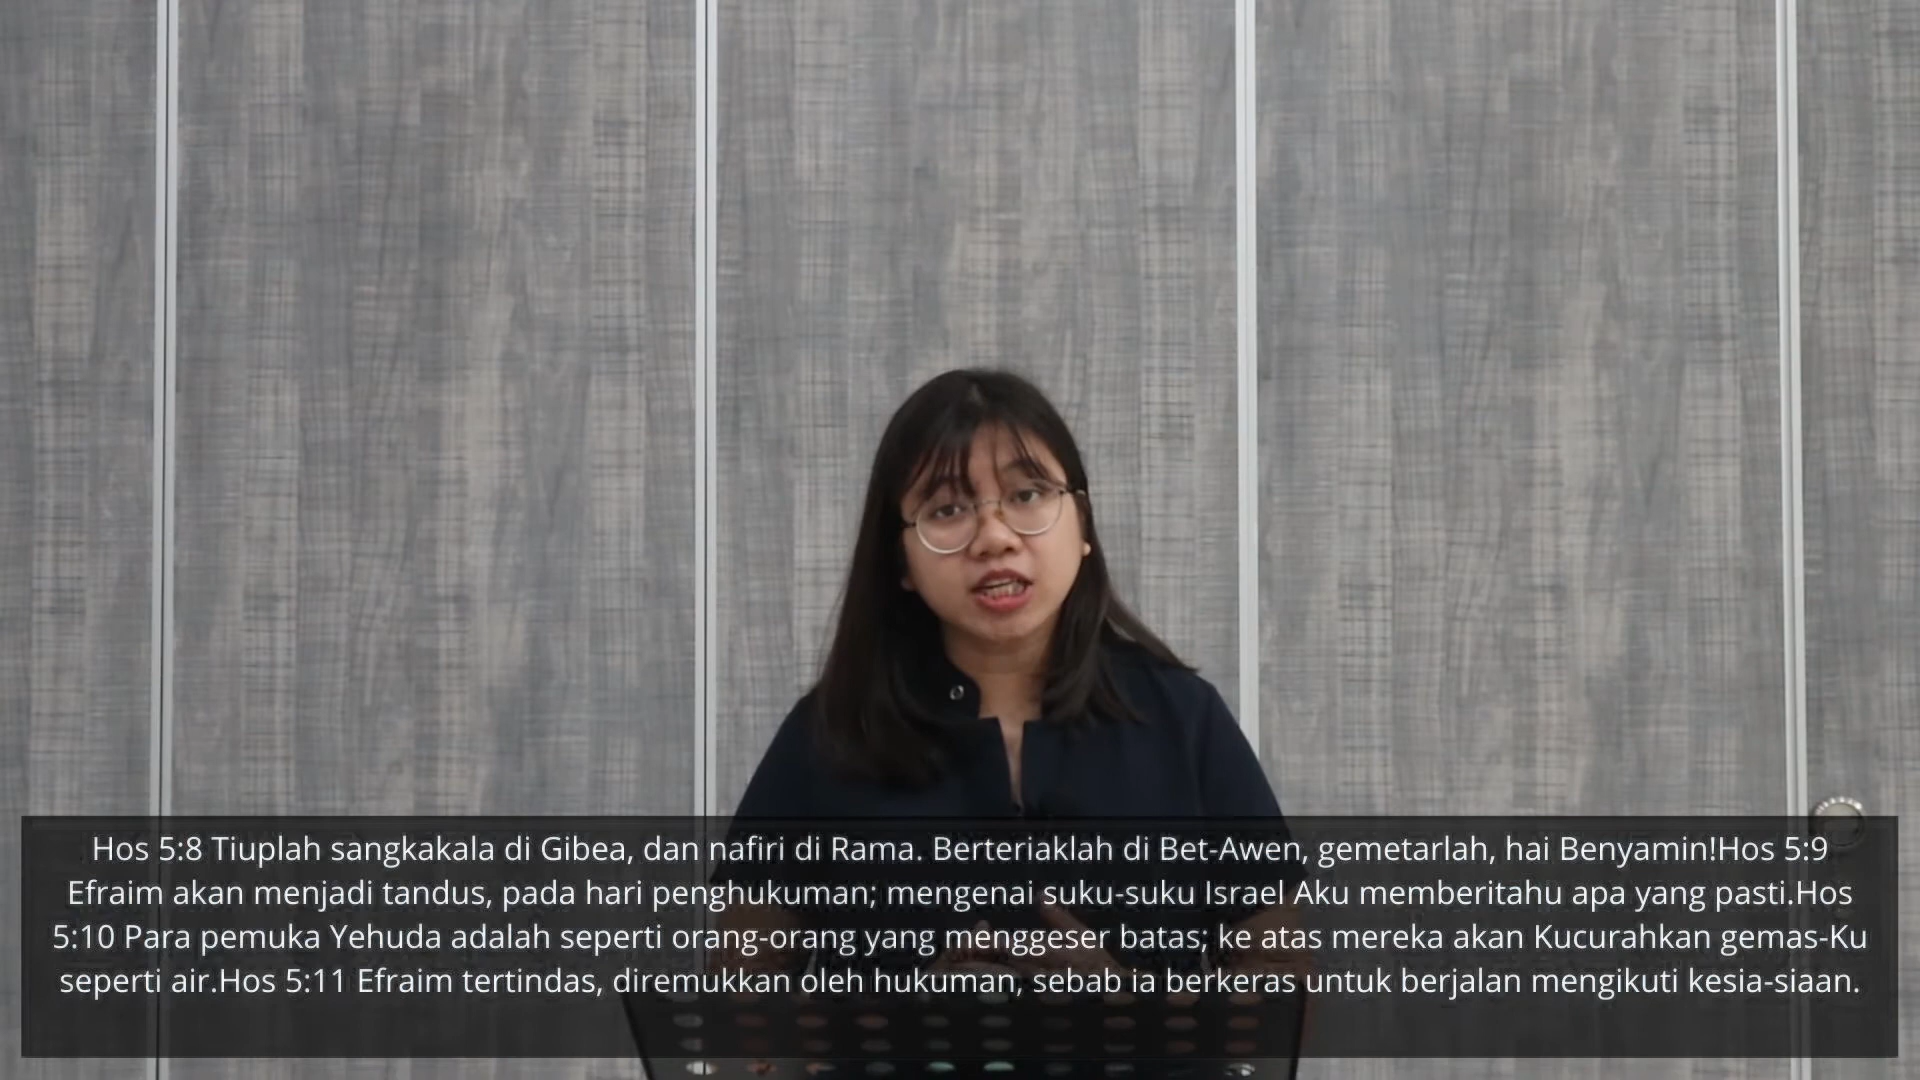 Hos 5:8 Tiuplah sangkakala di Gibea, dan nafiri di Rama. Berteriaklah di Bet-Awen, gemetarlah, hai Benyamin!Hos 5:9
Efraim akan menjadi tandus, pada hari penghukuman; mengenai suku-suku Israel Aku memberitahu apa yang pasti.Hos
5:10 Para pemuka Yehuda adalah seperti orang-orang yang menggeser batas; ke atas mereka akan Kucurahkan gemas-Ku
seperti air.Hos 5:11 Efraim tertindas, diremukkan oleh hukuman, sebab ia berkeras untuk berjalan mengikuti kesia-siaan.